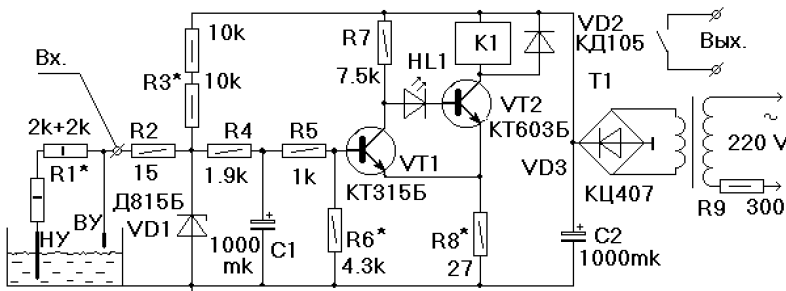 10k
R7
K1
VD2
КД105
Вых.
Вх.
R3*
10k
7.5k
HL1
T1
2k+2k
R2
R4
R5
VT2
КТ603Б
~
220 V
R1*
15
1.9k
1k
VT1
VD3
Д815Б
КТ315Б
КЦ407
R9
300
НУ
ВУ
VD1
+
1000
mk
C1
R6*
4.3k
R8*
27
+
C2
1000mk